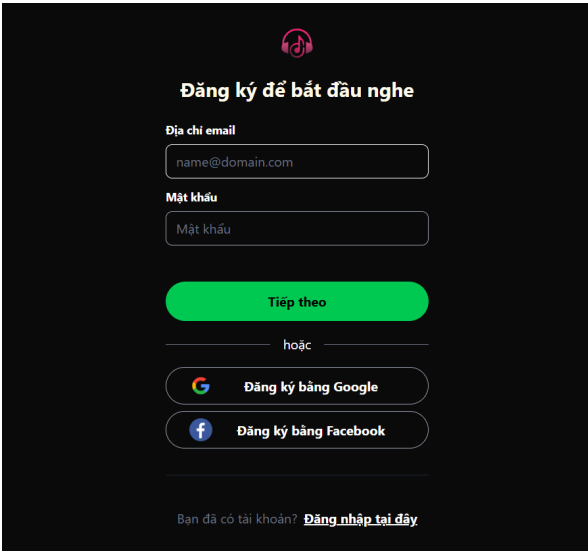 Đăng ký để bắt đầu nghe
Địa chỉ email
name@domain.com
Mật khẩu
Mật khẩu
Tiếp theo
hoặc
Đăng ký bằng Google
Đăng ký bằng Facebook
Bạn đã có tài khoản? Đăng nhập tại đây